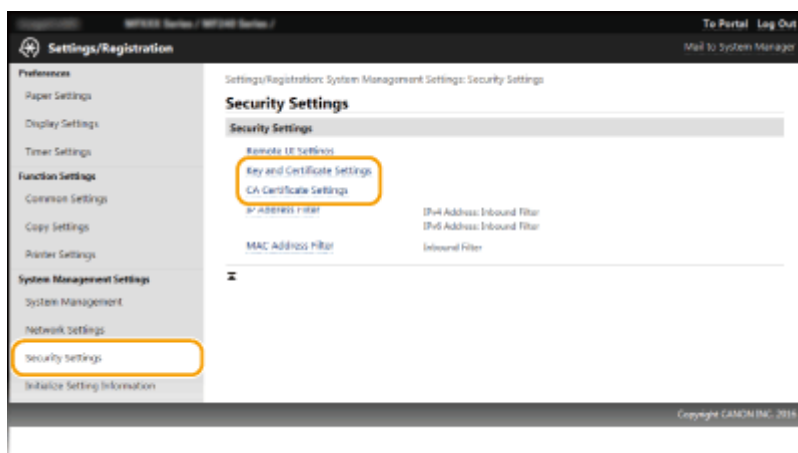 MFXXX Series / MF240 Series /
To Portal Log Out
Settings/Registration
Mail to System Manager
Preferences
Paper Settings
Display Settings
Timer Settings
Function Settings
Common Settings
Copy Settings
Printer Settings
System Management Settings
System Management
Network Settings
Security Settings
Initialize Setting Information
Settings/Registration: System Management Settings: Security Settings
Security Settings
Security Settings
Remote UI Settings
Key and Certificate Settings
CA Certificate Settings
IP Address Filter
IPv4 Address: Inbound Filter
IPv6 Address: Inbound Filter
MAC Address Filter
Inbound Filter
Copyright CANON INC. 2016